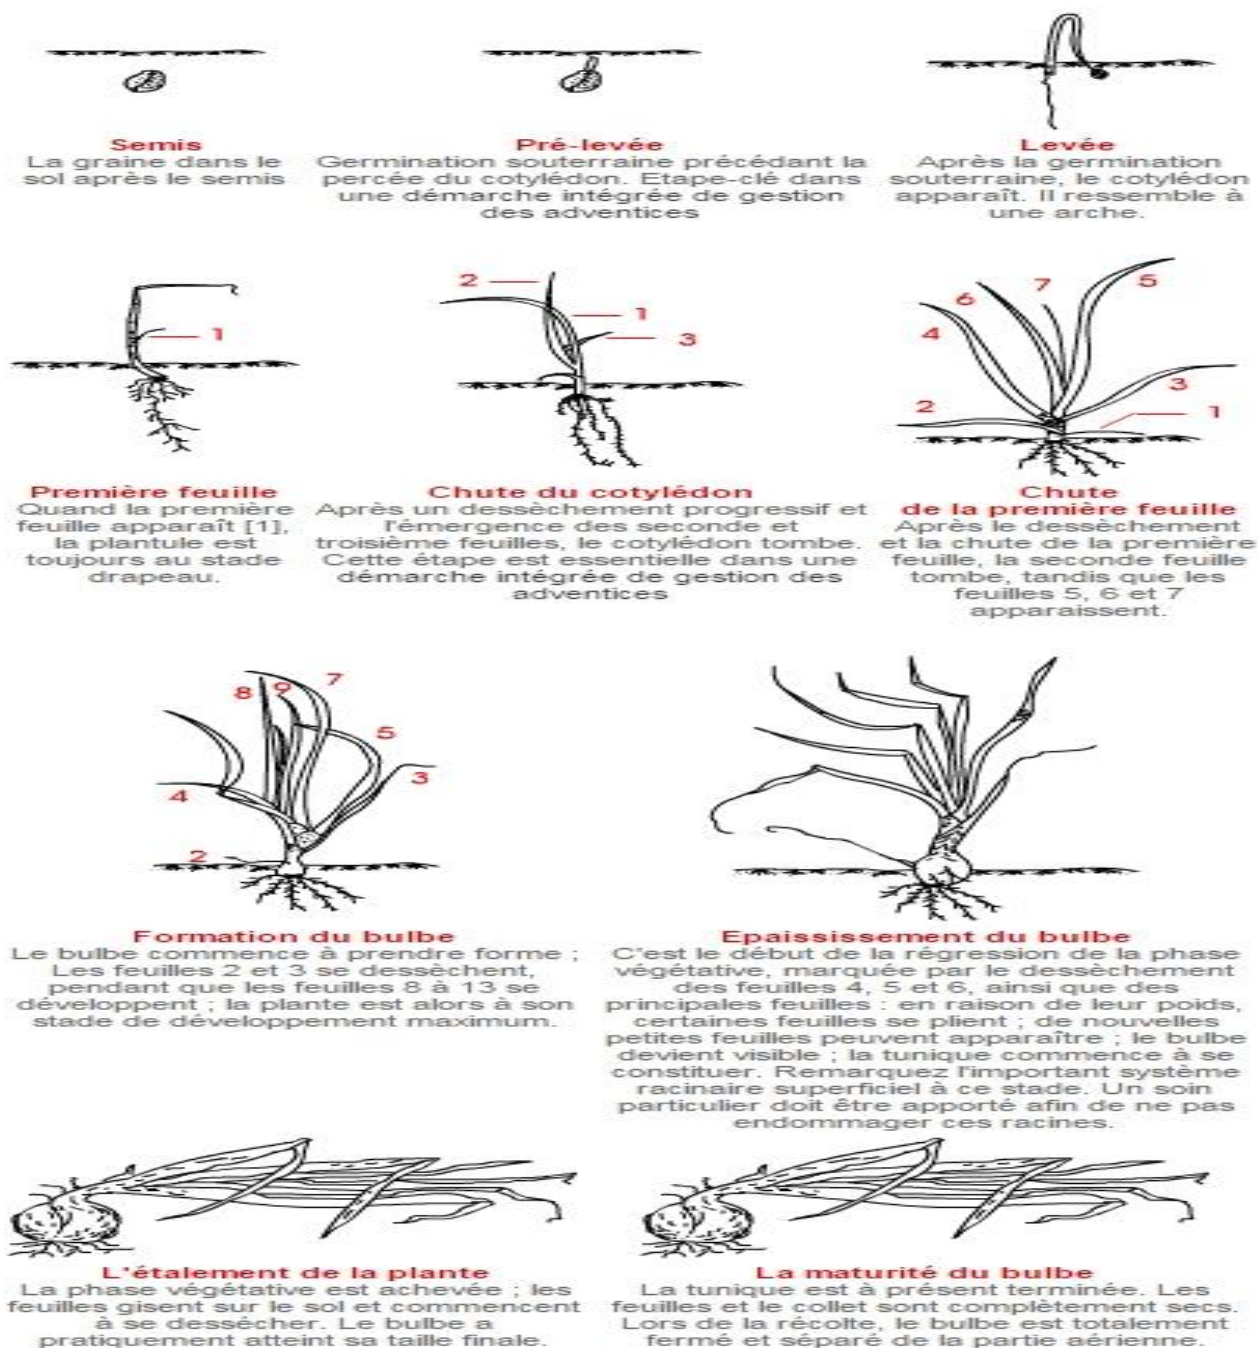 Semis
La graine dans le
sol après le semis
Pré-levée
Germination souterraine précédant la
percée du cotylédon. Etape-clé dans
une démarche intégrée de gestion
des adventices
Levée
Après la germination
souterraine, le cotylédon
apparaît. Il ressemble à
une arche.
1
2
1
3
4
6
7
5
3
2
1
Première feuille
Quand la première
feuille apparaît [1],
la plantule est
toujours au stade
drapeau.
Chute du cotylédon
Après un dessèchement progressif et
l'émergence des seconde et
troisième feuilles, le cotylédon tombe.
Cette étape est essentielle dans une
démarche intégrée de gestion des
adventices
Chute
de la première feuille
Après le dessèchement
et la chute de la première
feuille, la seconde feuille
tombe, tandis que les
feuilles 5, 6 et 7
apparaissent.
8
9
7
5
3
4
2
Formation du bulbe
Le bulbe commence à prendre forme ;
Les feuilles 2 et 3 se dessèchent,
pendant que les feuilles 8 à 13 se
développent ; la plante est alors à son
stade de développement maximum.
Epaississement du bulbe
C'est le début de la régression de la phase
végétative, marquée par le dessèchement
des feuilles 4, 5 et 6, ainsi que des
principales feuilles : en raison de leur poids,
certaines feuilles se plient ; de nouvelles
petites feuilles peuvent apparaître ; le bulbe
devient visible ; la tunique commence à se
constituer. Remarquez l'important système
racinaire superficiel à ce stade. Un soin
particulier doit être apporté afin de ne pas
endommager ces racines.
L'étalement de la plante
La phase végétative est achevée ; les
feuilles gisent sur le sol et commencent
à se dessécher. Le bulbe a
pratiquement atteint sa taille finale.
La maturité du bulbe
La tunique est à présent terminée. Les
feuilles et le collet sont complètement secs.
Lors de la récolte, le bulbe est totalement
fermé et séparé de la partie aérienne.